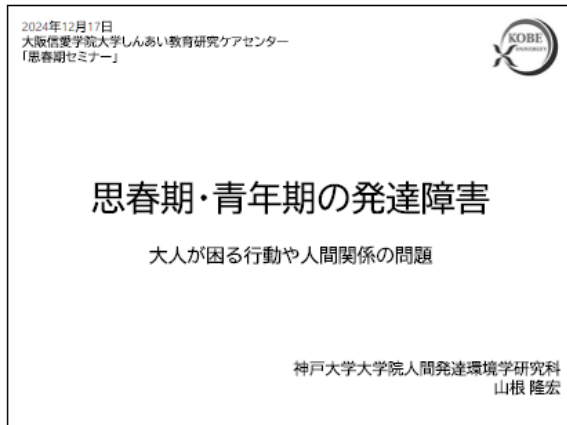 2024年12月17日
大阪信愛学院大学しんあい教育研究ケアセンター
「思春期セミナー」
KOBE
UNIVERSITY
思春期・青年期の発達障害
大人が困る行動や人間関係の問題
神戸大学大学院人間発達環境学研究科
山根 隆宏